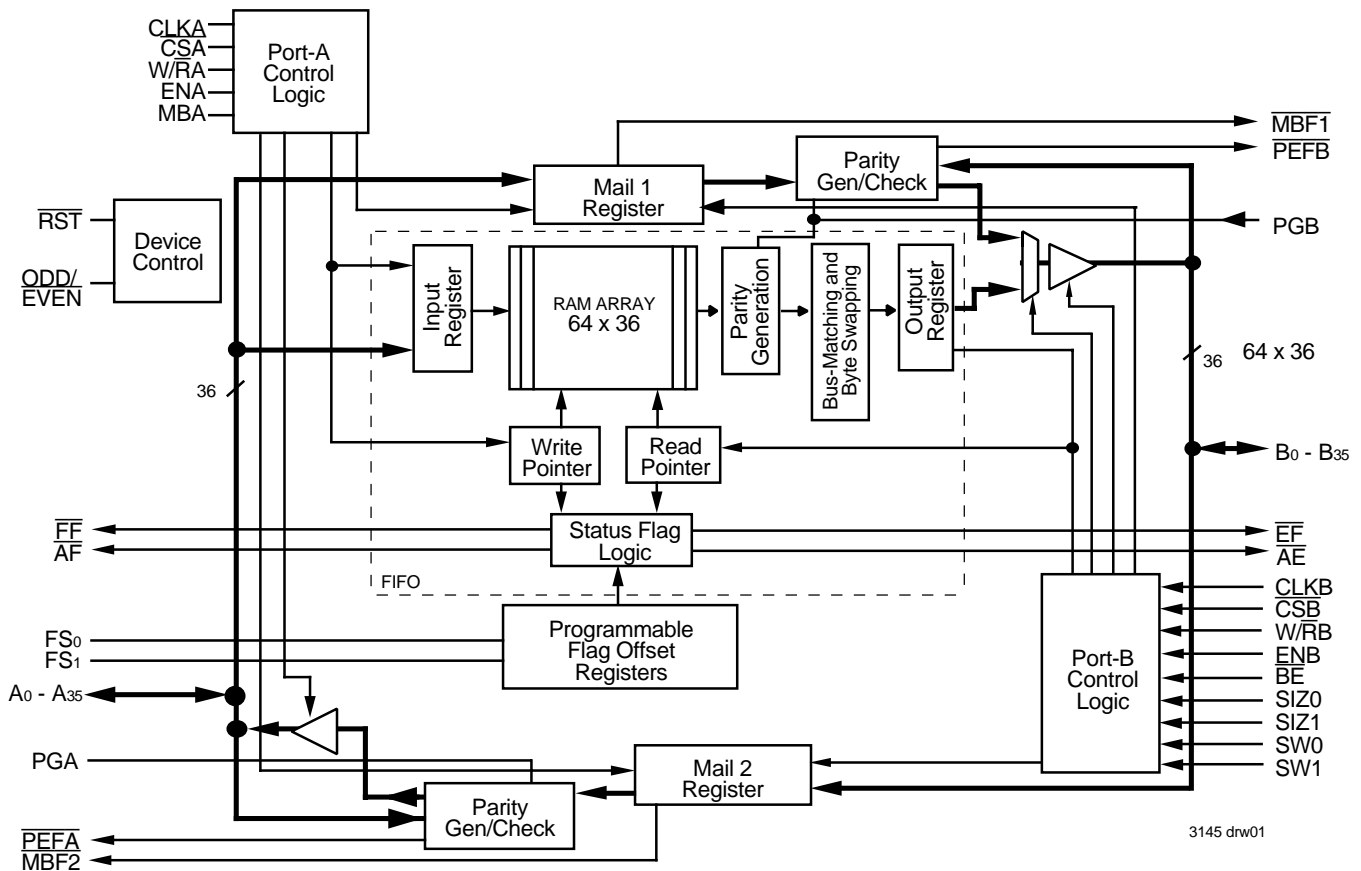 CLKA
CSA
W/RA
ENA
MBA
Port-A
Control
Logic
MBF1
PEFB
Mail 1
Register
Parity
Gen/Check
RST
Device
Control
ODD/
EVEN
PGB
Input
Register
RAM ARRAY
64 x 36
Parity
Generation
Bus-Matching and
Byte Swapping
Output
Register
36
36
64 x 36
Write
Pointer
Read
Pointer
B0 - B35
FF
AF
Status Flag
Logic
EF
AE
FIFO
CLKB
CSB
W/RB
ENB
BE
SIZ0
SIZ1
SW0
SW1
Port-B
Control
Logic
FS0
FS1
Programmable
Flag Offset
Registers
A0 - A35
PGA
Mail 2
Register
Parity
Gen/Check
PEFA
MBF2
3145 drw01